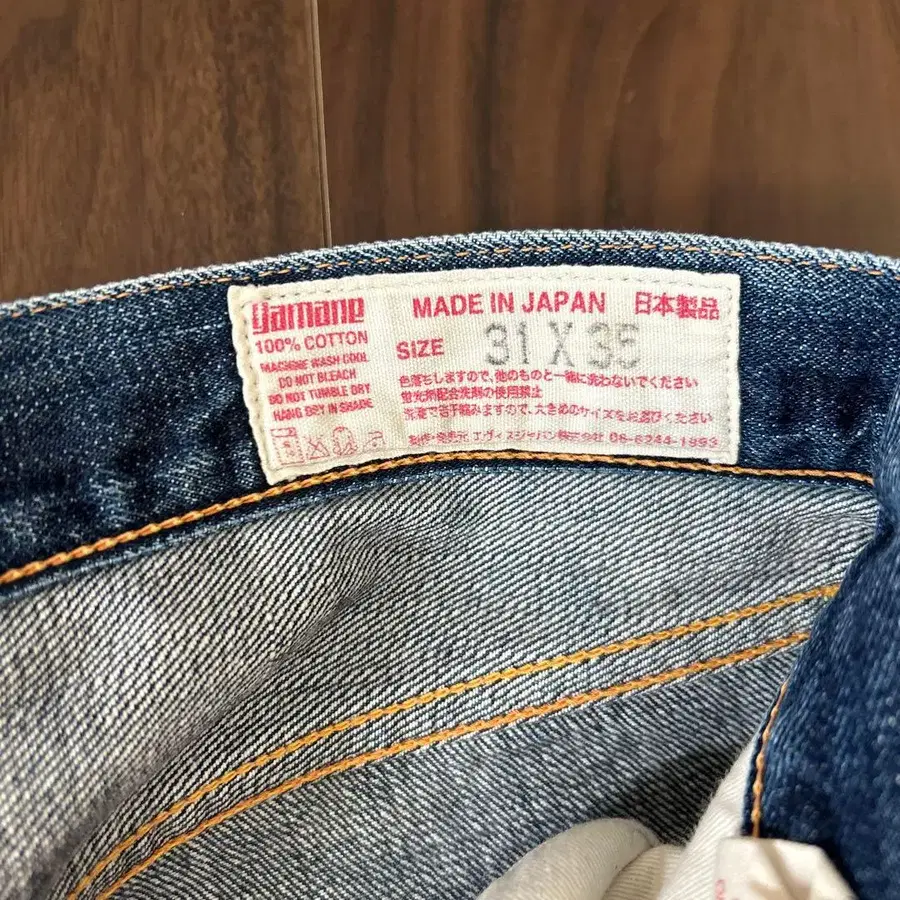 yamane
100% COTTON
MACHINE WASH COOL
DO NOT BLEACH
DO NOT TUMBLE DRY
HANG DRY IN SHADE
MADE IN JAPAN 日本製品
SIZE 31 X 35
色落ちしますので、他のものと一緒に洗わないでください
蛍光剤配合洗剤の使用禁止
洗濯で若干縮みますので、大きめのサイズをお選びください
製作・発売元 エヴィスジャパン株式会社 06-6244-1993